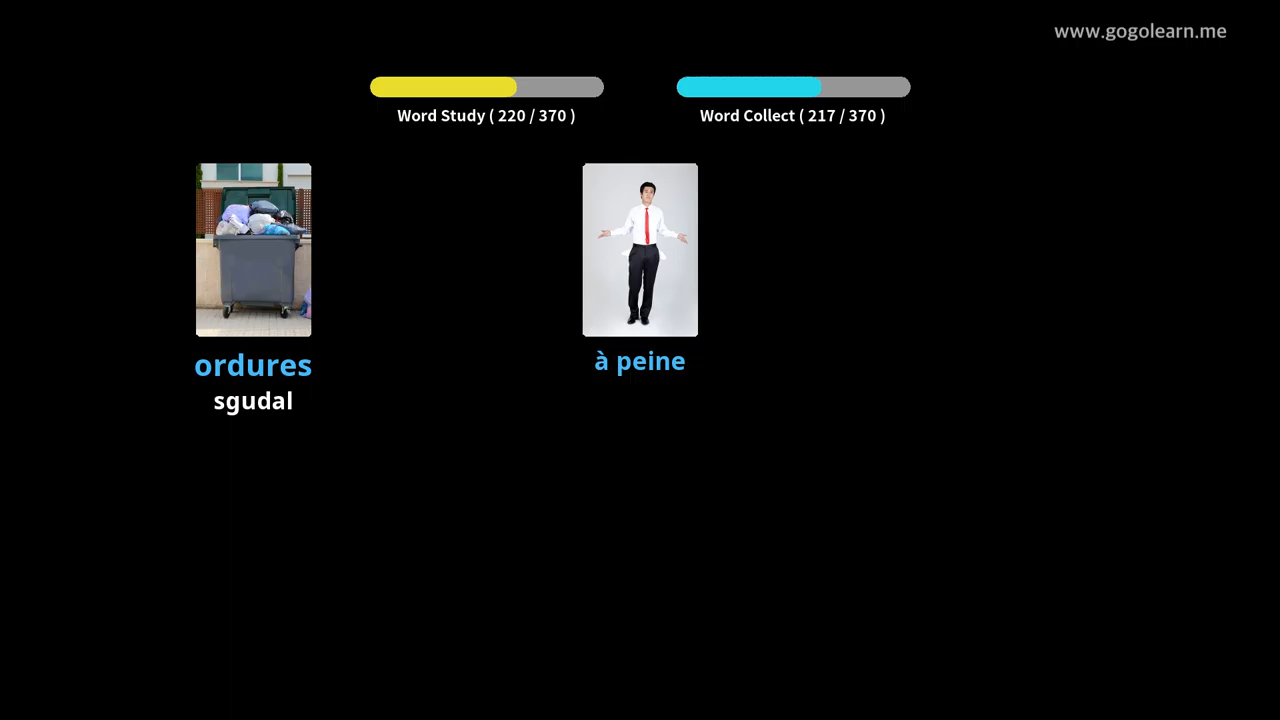 www.gogolearn.me
Word Study ( 220 / 370 )
Word Collect ( 217 / 370 )
ordures
sgudal
à peine